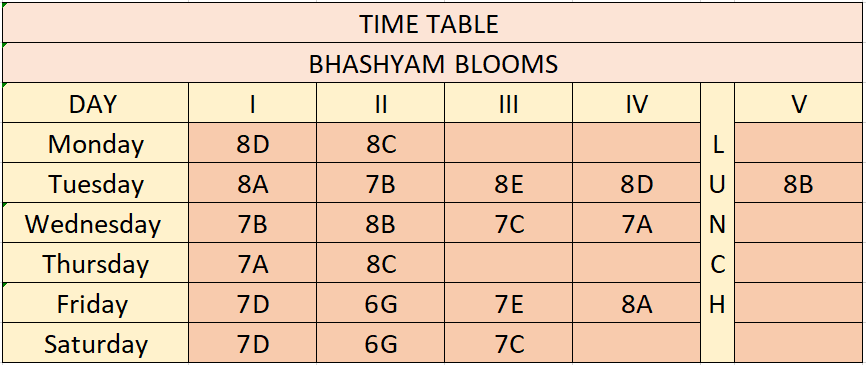 TIME TABLE
BHASHYAM BLOOMS
DAY I II III IV V
Monday 8D 8C L
Tuesday 8A 7B 8E 8D U 8B
Wednesday 7B 8B 7C 7A N
Thursday 7A 8C C
Friday 7D 6G 7E 8A H
Saturday 7D 6G 7C